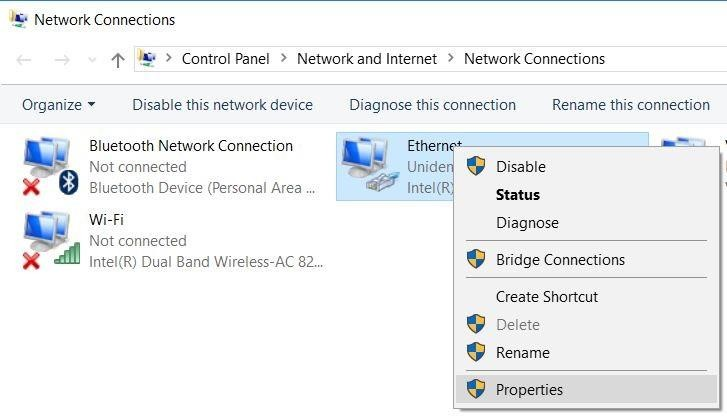 Network Connections
Control Panel > Network and Internet > Network Connections
Organize Disable this network device Diagnose this connection Rename this connection
Bluetooth Network Connection
Not connected
Bluetooth Device (Personal Area ...
Ethernet
Uniden
Intel(R)
Wi-Fi
Not connected
Intel(R) Dual Band Wireless-AC 82...
Disable
Status
Diagnose
Bridge Connections
Create Shortcut
Delete
Rename
Properties